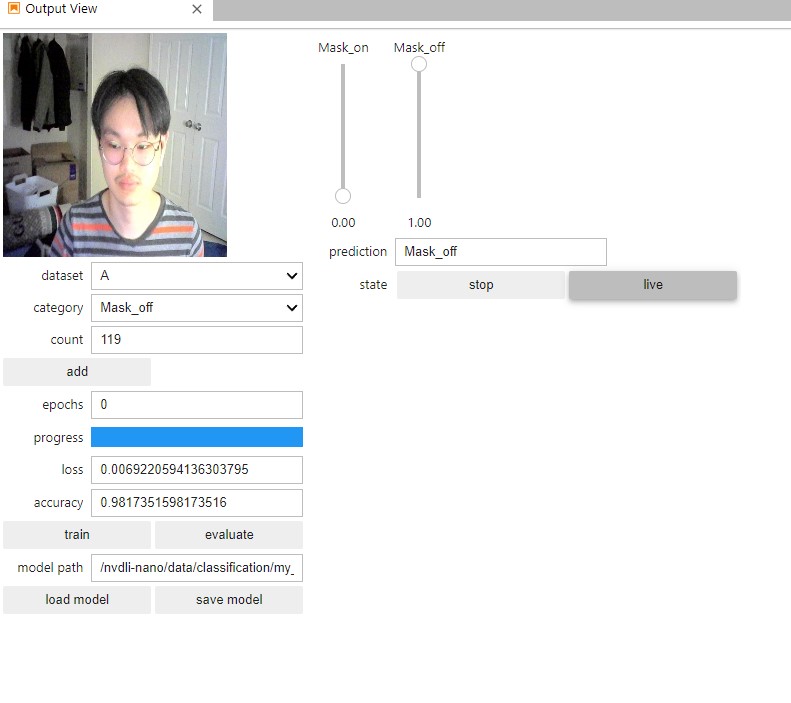 Output View
Mask_on Mask_off
0.00 1.00
prediction Mask_off
state stop live
dataset A
category Mask_off
count 119
add
epochs 0
progress
loss 0.0069220594136303795
accuracy 0.9817351598173516
train evaluate
model path /nvdli-nano/data/classification/my_
load model save model